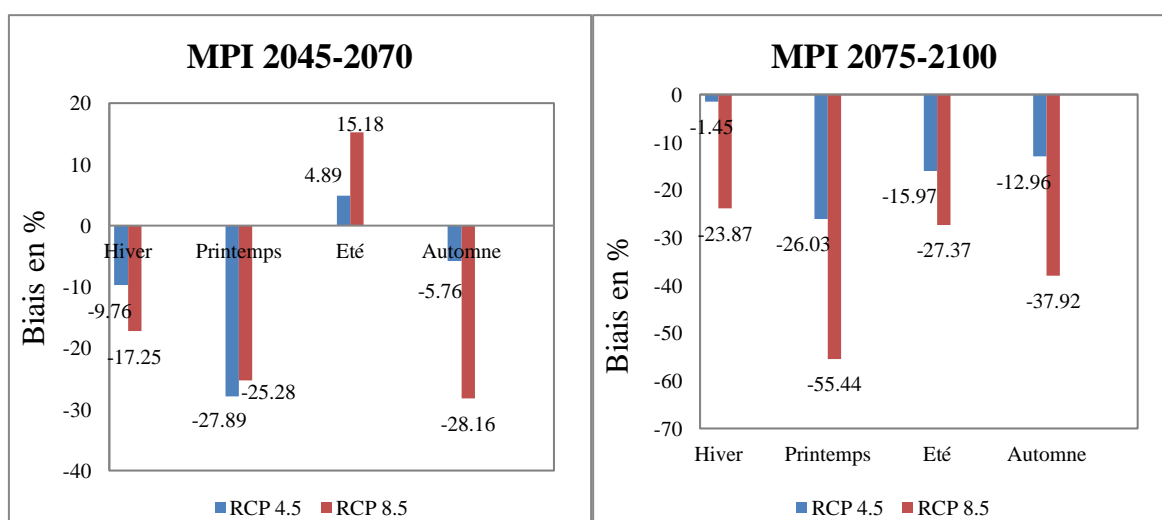 MPI 2045-2070
Biais en %
20
10
0
-10
-20
-30
-40
Hiver
Printemps
Eté
Automne
-9.76
-17.25
-27.89
-25.28
4.89
15.18
-5.76
-28.16
RCP 4.5
RCP 8.5
MPI 2075-2100
Biais en %
0
-10
-20
-30
-40
-50
-60
-70
-1.45
-23.87
-26.03
-55.44
-15.97
-27.37
-12.96
-37.92
Hiver
Printemps
Eté
Automne
RCP 4.5
RCP 8.5